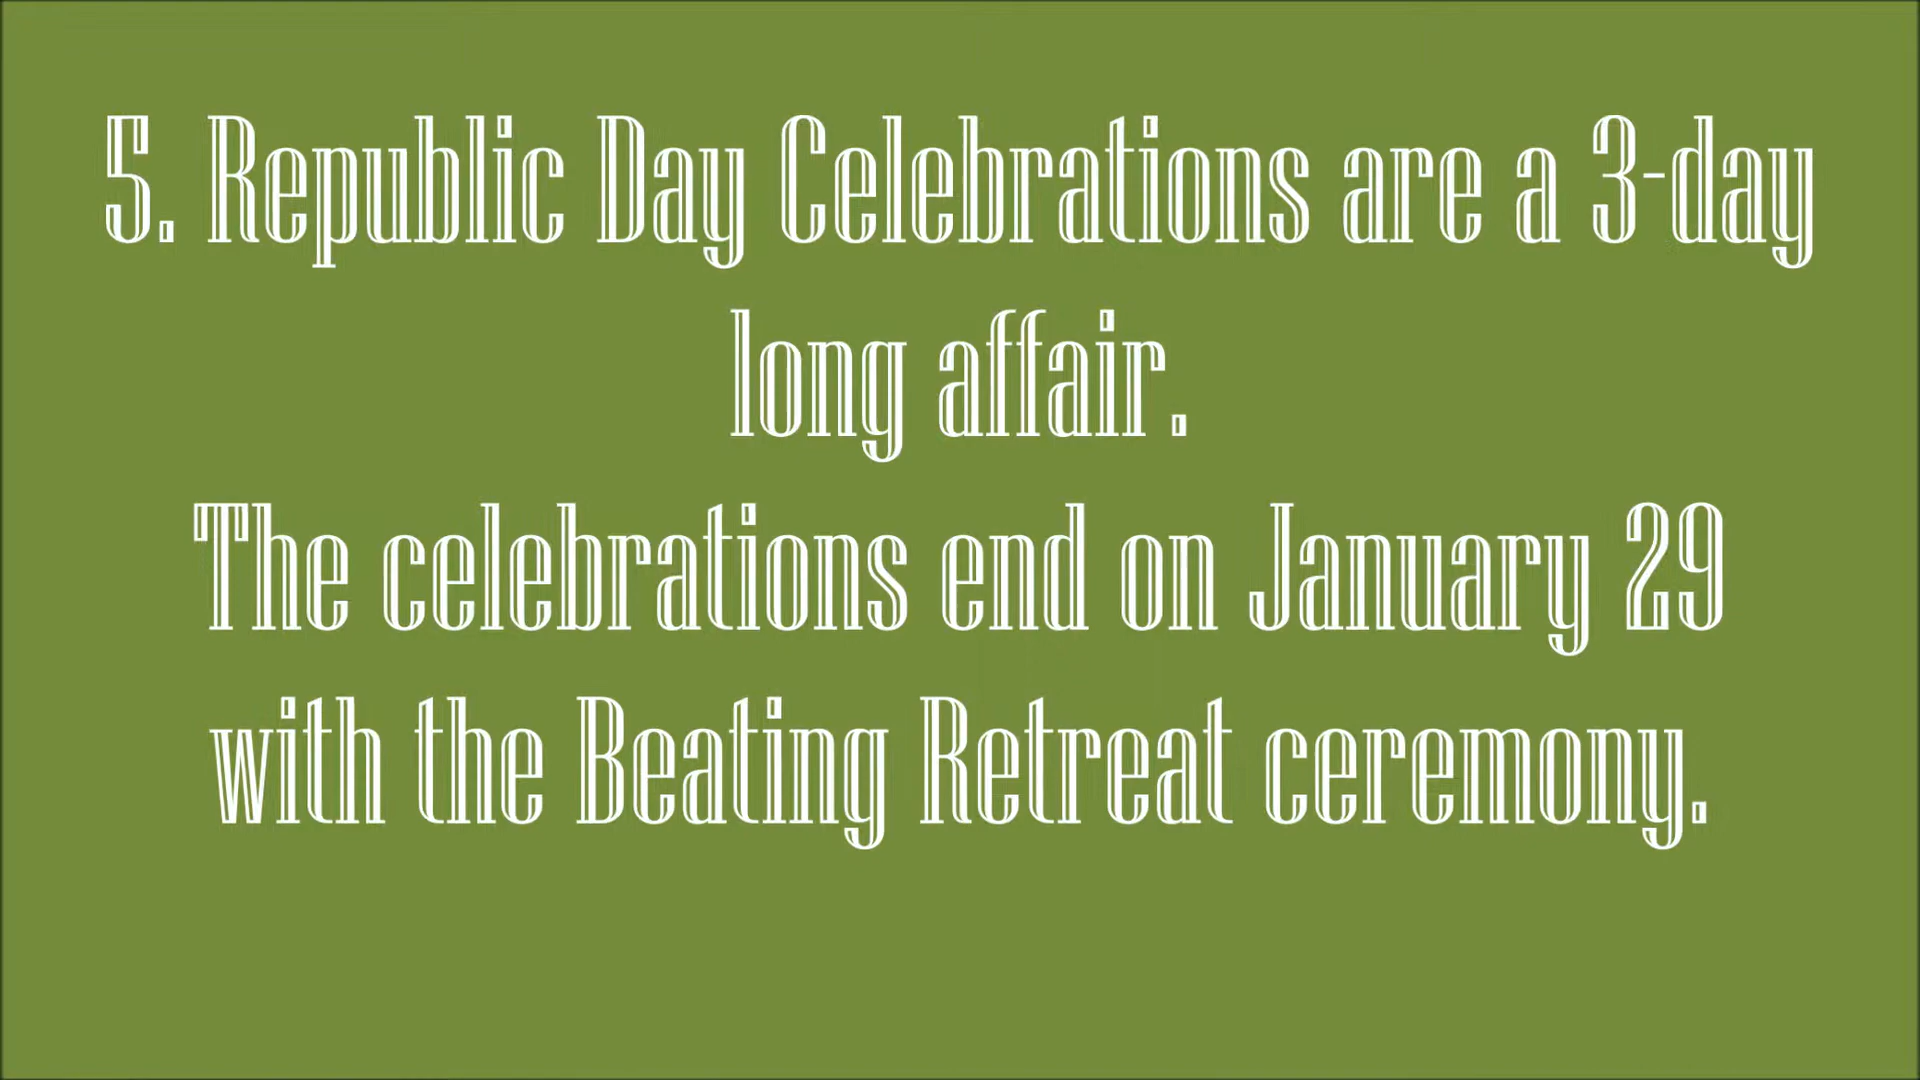 5. Republic Day Celebrations are a 3-day
long affair.
The celebrations end on January 29
with the Beating Retreat ceremony.